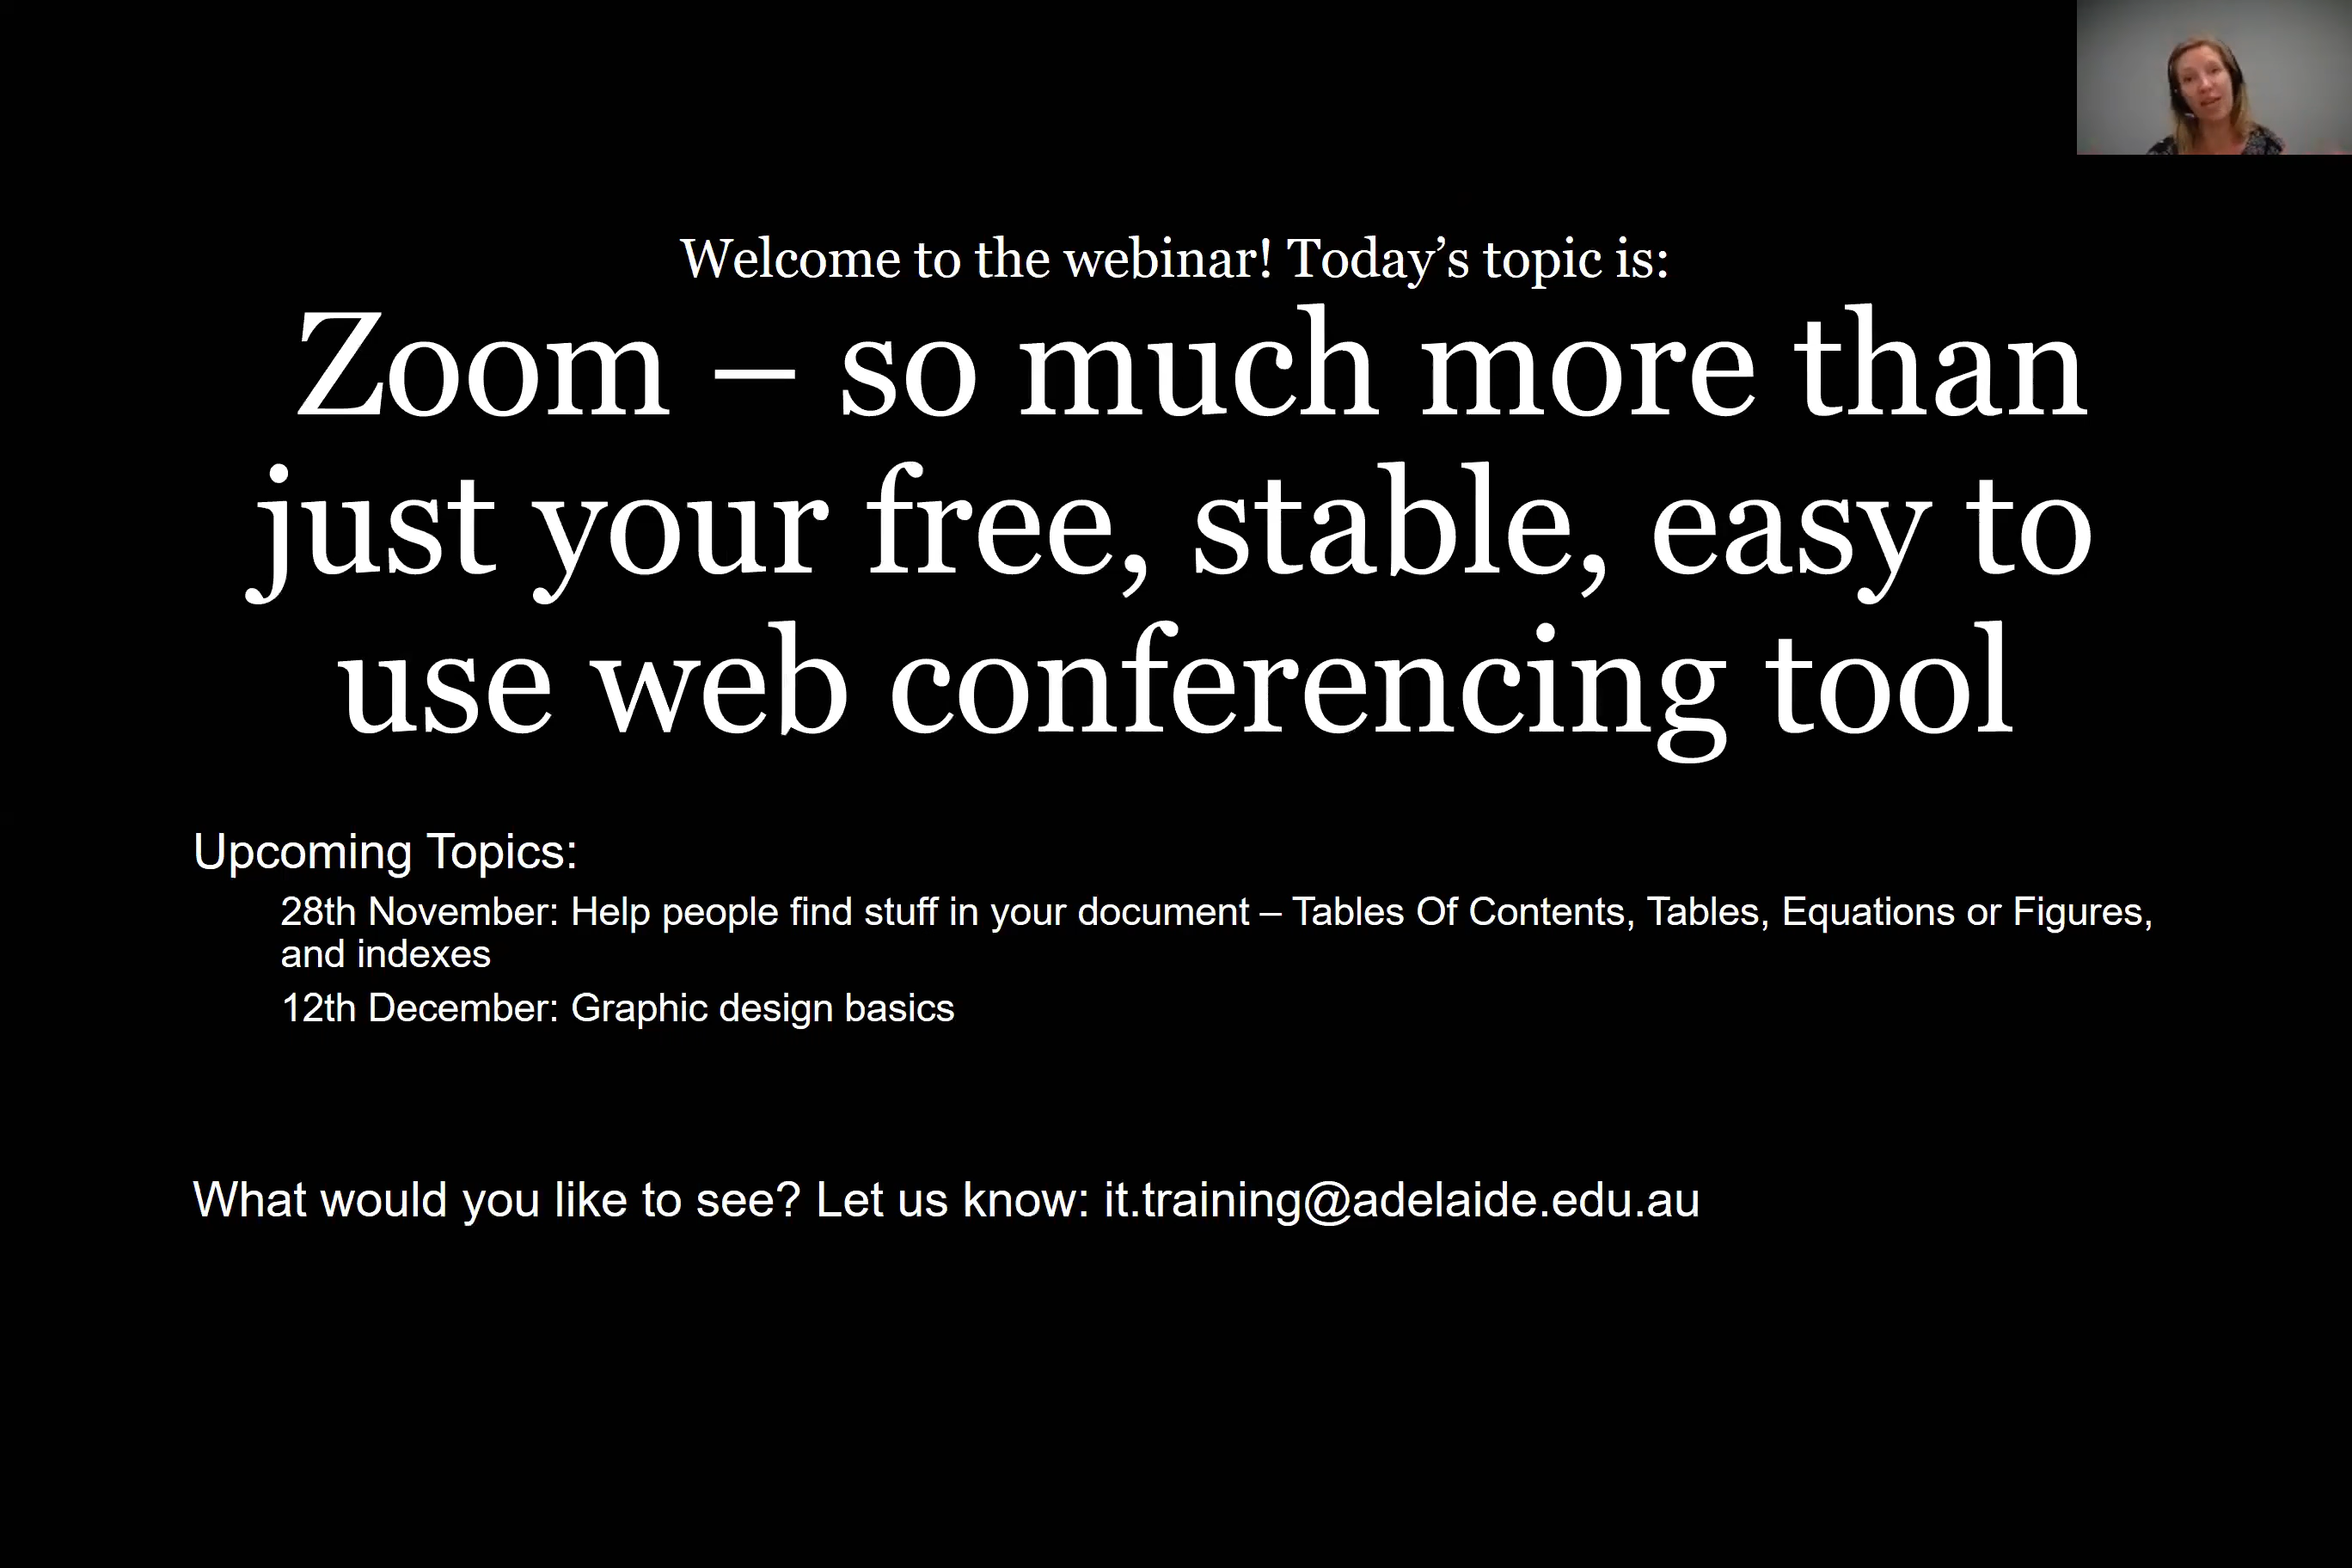 Welcome to the webinar! Today’s topic is:
Zoom – so much more than
just your free, stable, easy to
use web conferencing tool
Upcoming Topics:
28th November: Help people find stuff in your document – Tables Of Contents, Tables, Equations or Figures,
and indexes
12th December: Graphic design basics
What would you like to see? Let us know: it.training@adelaide.edu.au